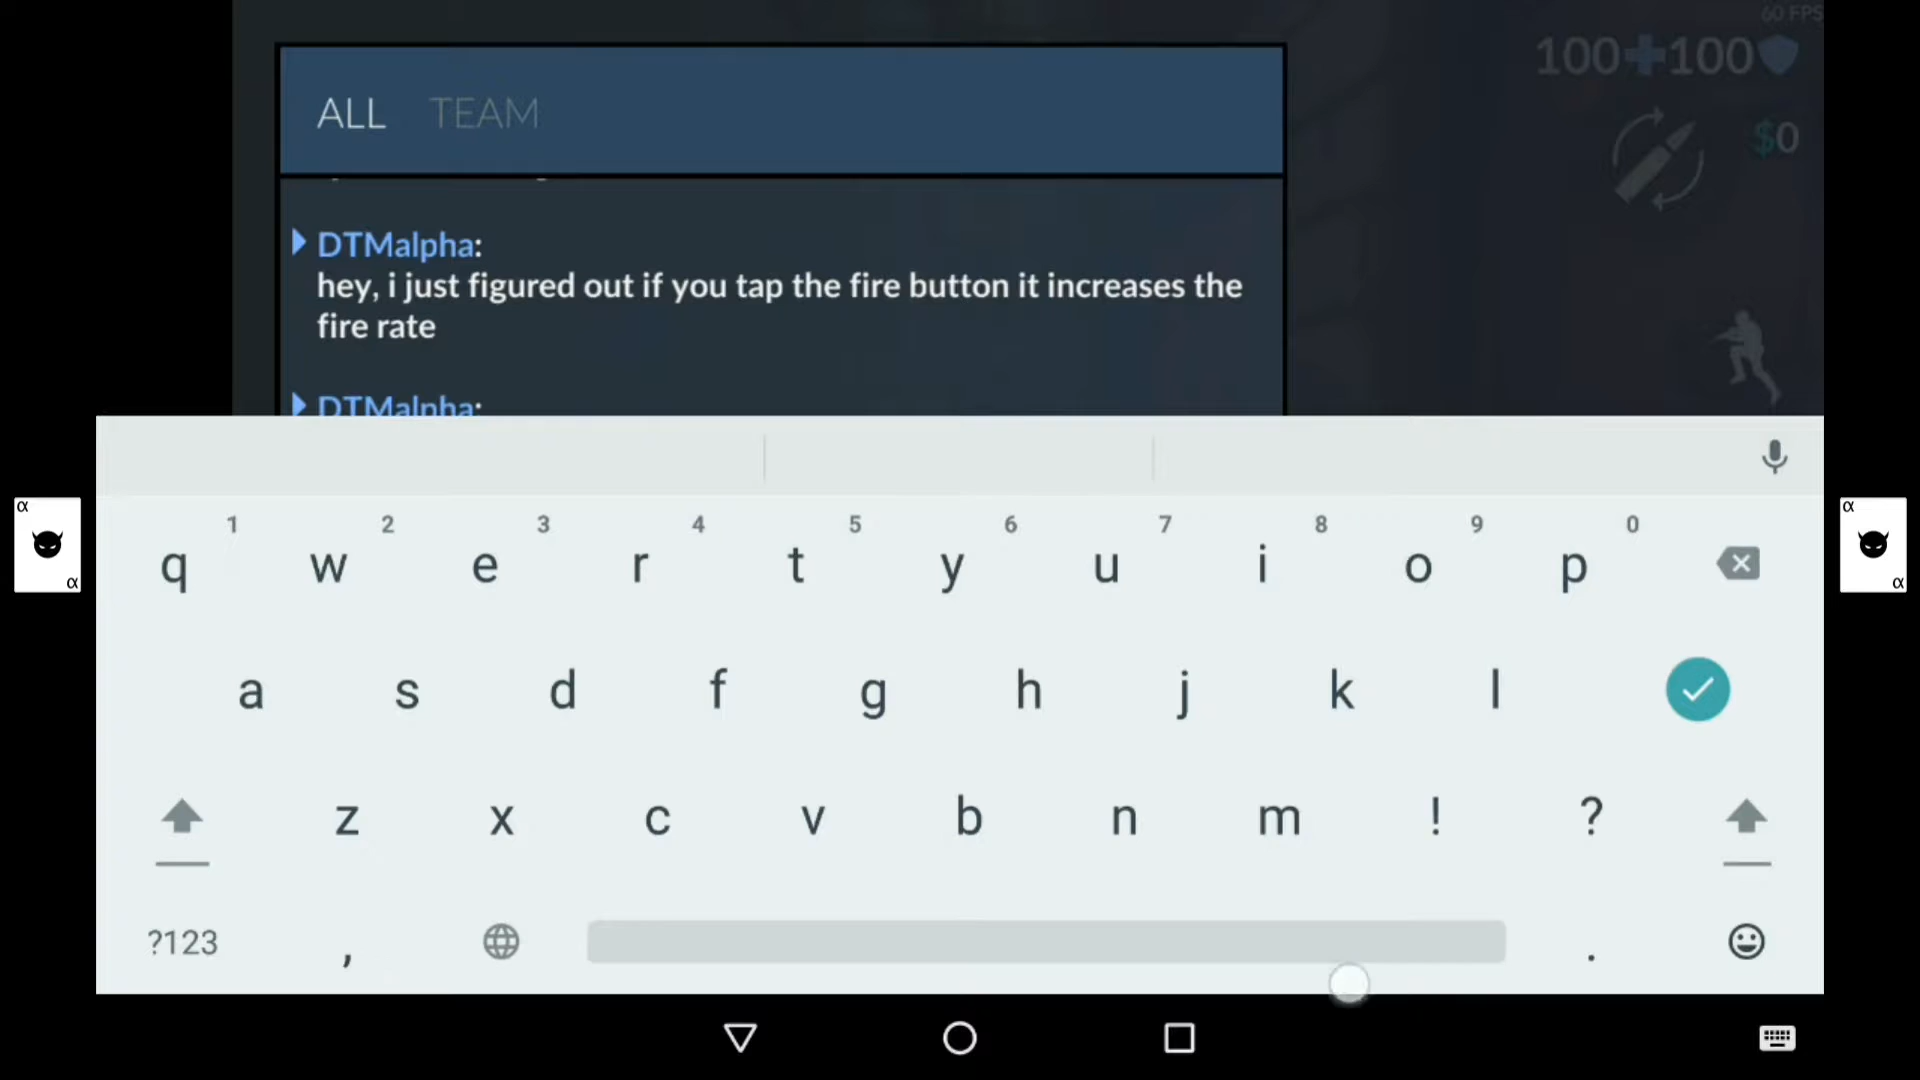 60 FPS
100 100
$0
ALL TEAM
DTMalpha:
hey, i just figured out if you tap the fire button it increases the
fire rate
DTMalpha:
1 2 3 4 5 6 7 8 9 0
q w e r t y u i o p
α α
α α
a s d f g h j k l
z x c v b n m ! ?
?123 , .